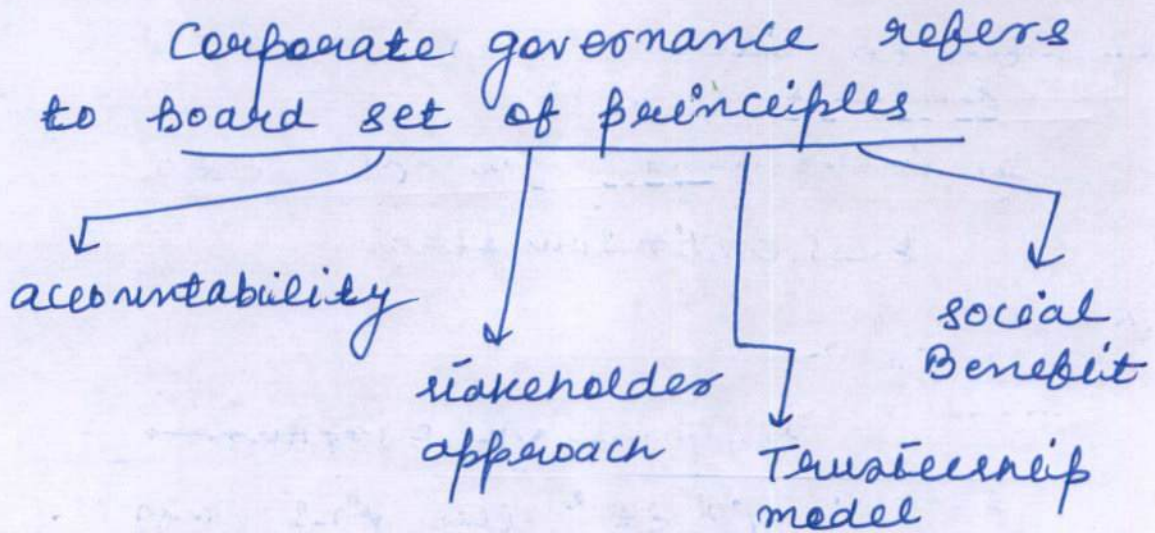 Corporate governance refers
to board set of principles
accountability
stakeholder
approach
Trusteeship
model
social
Benefit